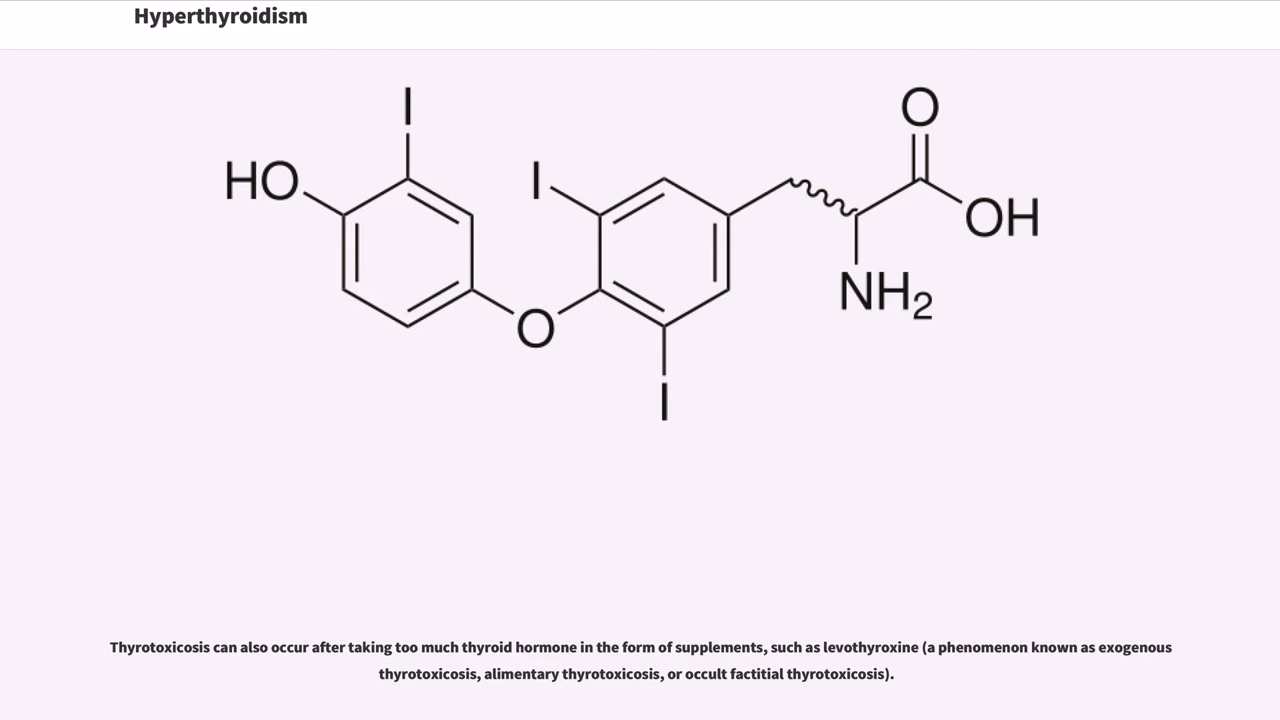 Hyperthyroidism
I
O
HO
I
OH
NH₂
O
I
Thyrotoxicosis can also occur after taking too much thyroid hormone in the form of supplements, such as levothyroxine (a phenomenon known as exogenous
thyrotoxicosis, alimentary thyrotoxicosis, or occult factitial thyrotoxicosis).